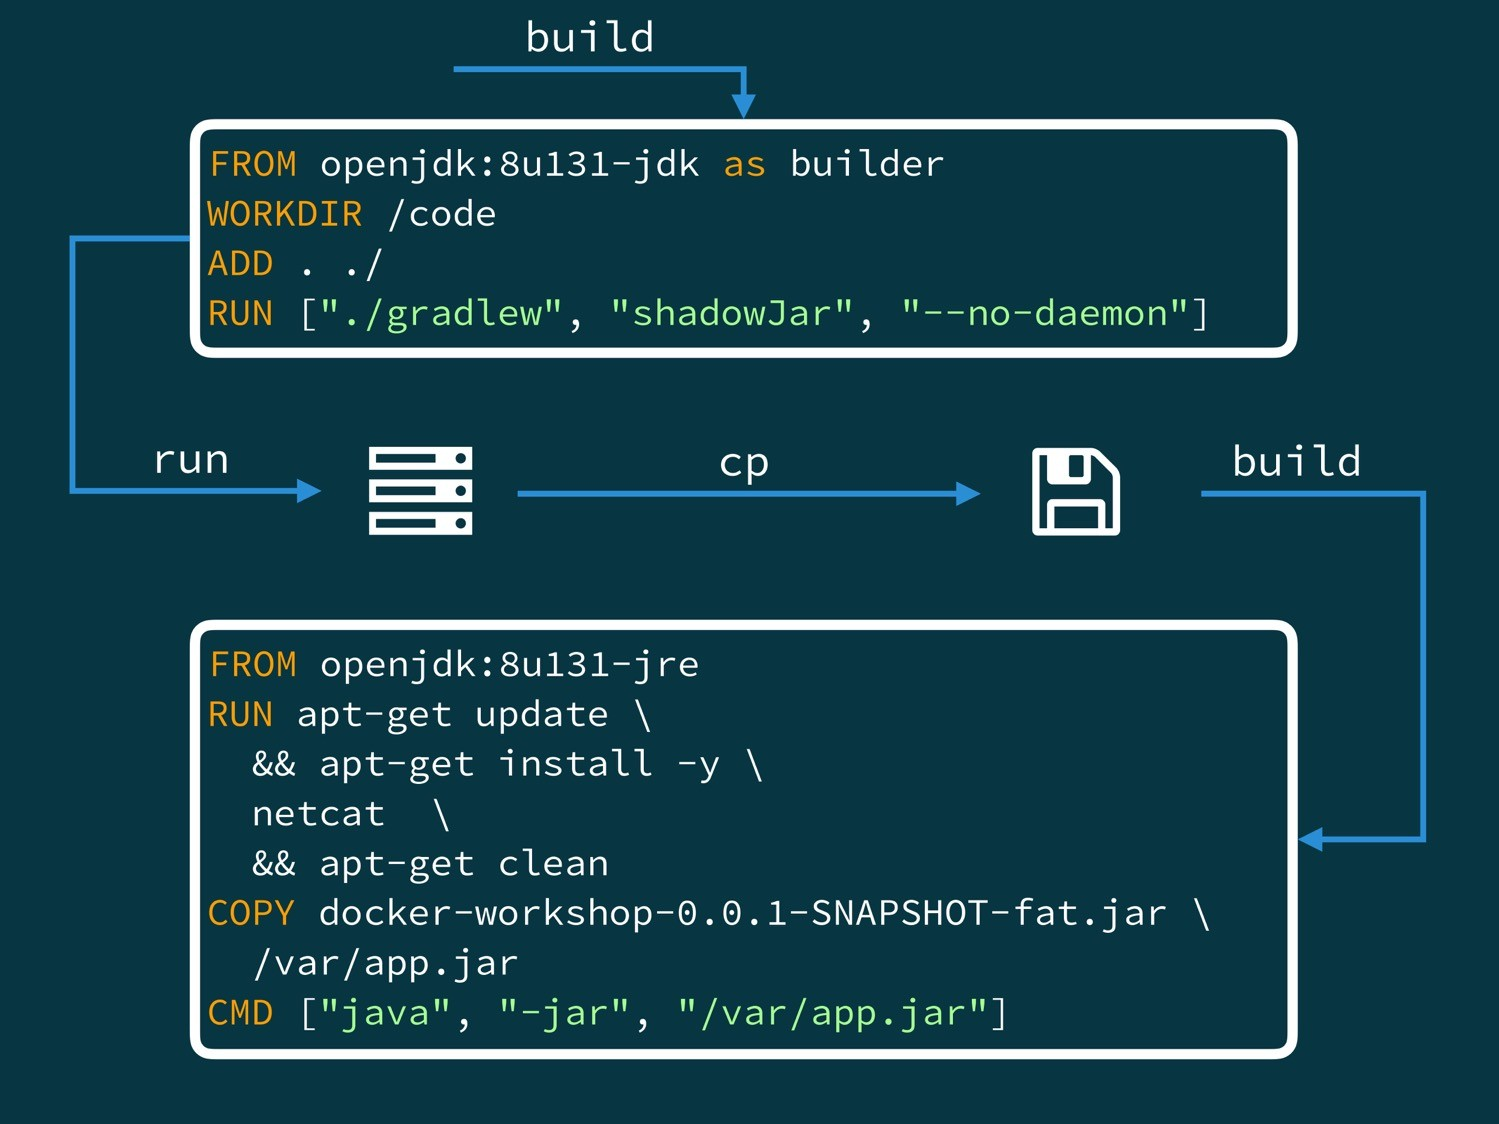 build
FROM openjdk:8u131-jdk as builder
WORKDIR /code
ADD . ./
RUN ["./gradlew", "shadowJar", "--no-daemon"]
run
cp
build
FROM openjdk:8u131-jre
RUN apt-get update \
  && apt-get install -y \
  netcat  \
  && apt-get clean
COPY docker-workshop-0.0.1-SNAPSHOT-fat.jar \
  /var/app.jar
CMD ["java", "-jar", "/var/app.jar"]